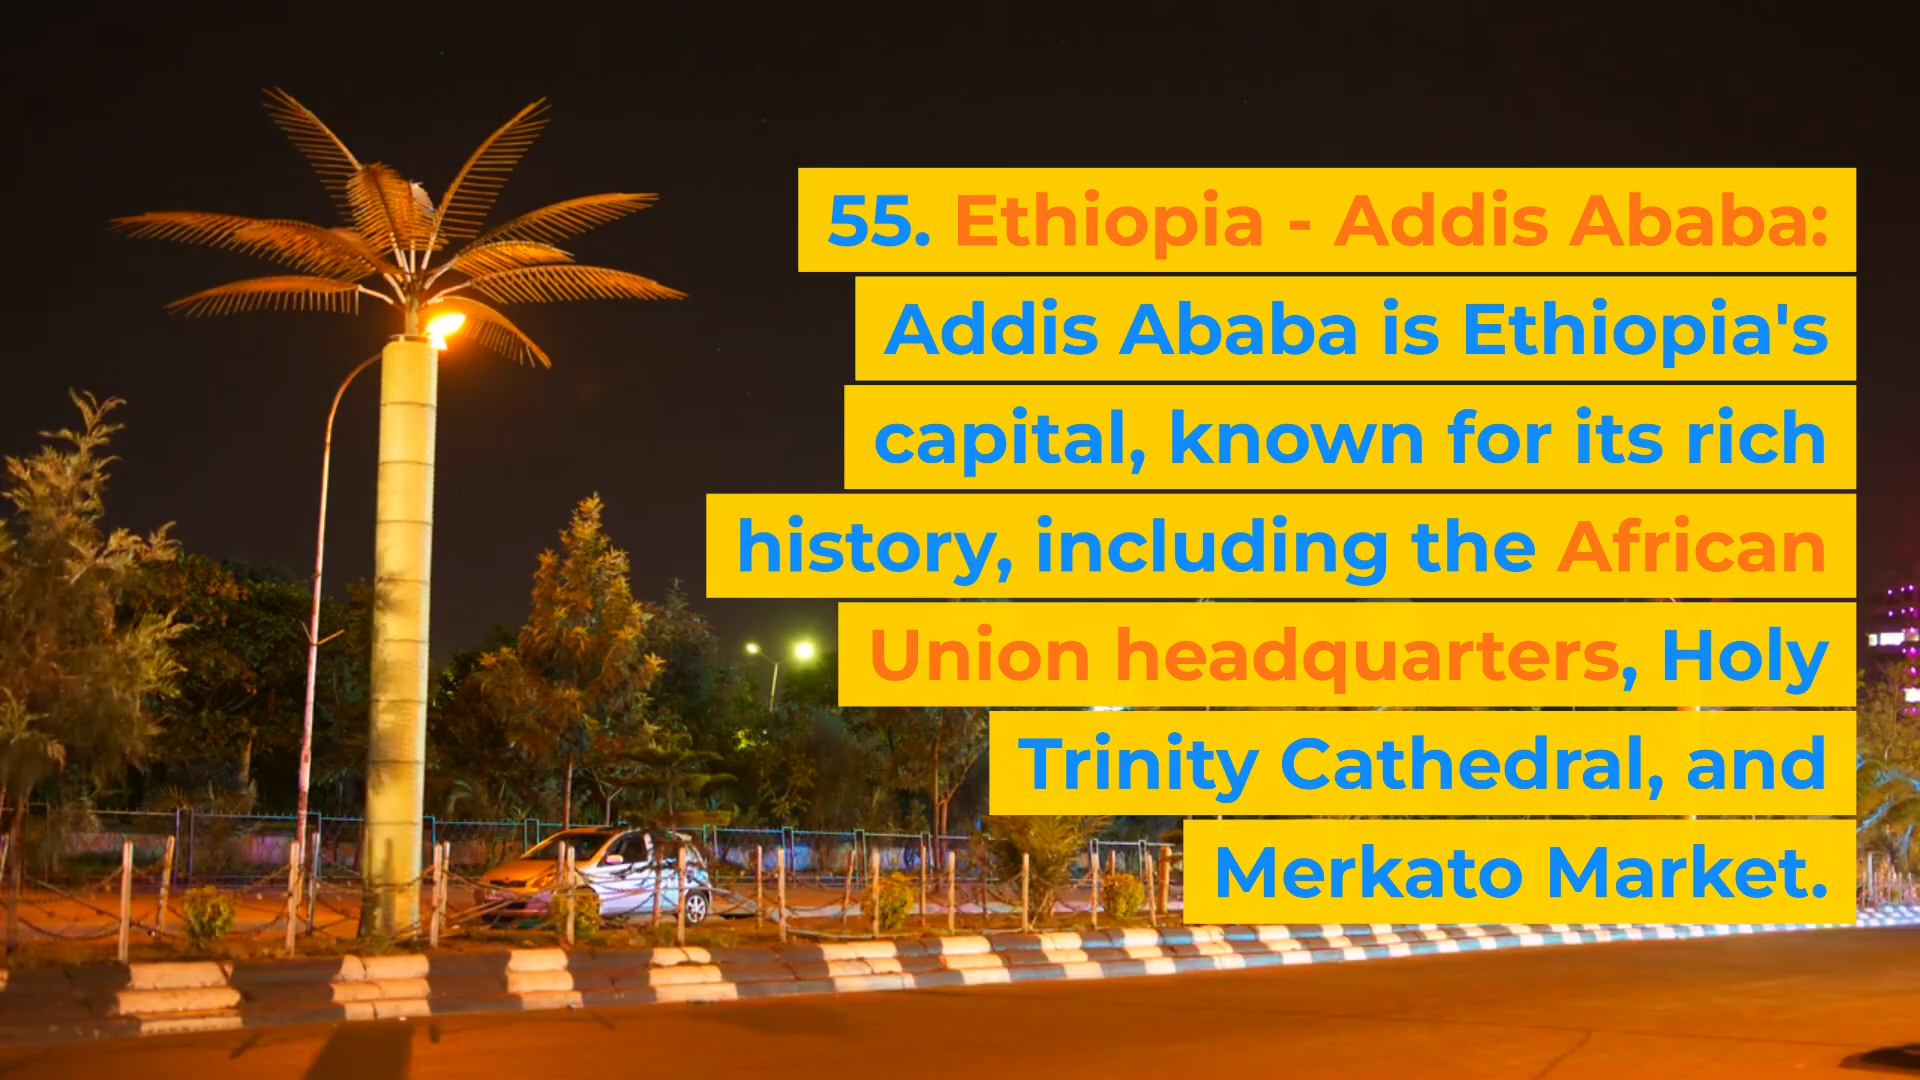 55. Ethiopia - Addis Ababa:
Addis Ababa is Ethiopia's
capital, known for its rich
history, including the African
Union headquarters, Holy
Trinity Cathedral, and
Merkato Market.